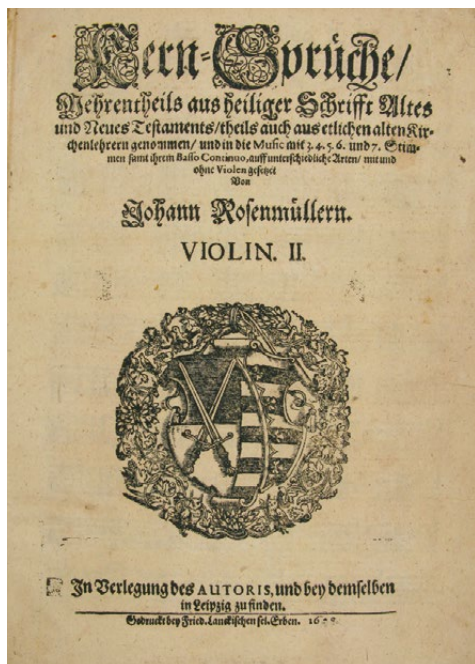 Kern-Sprüche/
Mehrentheils aus heiliger Schrifft Altes
und Neues Testaments/ theils auch aus etlichen alten Kir-
chenlehrern genommen/ und in die Music mit 3. 4. 5. 6. und 7. Stim-
men samt ihrem Basso Continuo, auff unterschiedliche Arten/ mit und
ohne Violen gesetzet
Von
Johann Rosenmüllern.
VIOLIN. II.
In Verlegung des AUTORIS, und bey demselben
in Leipzig zu finden.
Gedruckt bey Fried. Lanckischen sel. Erben.